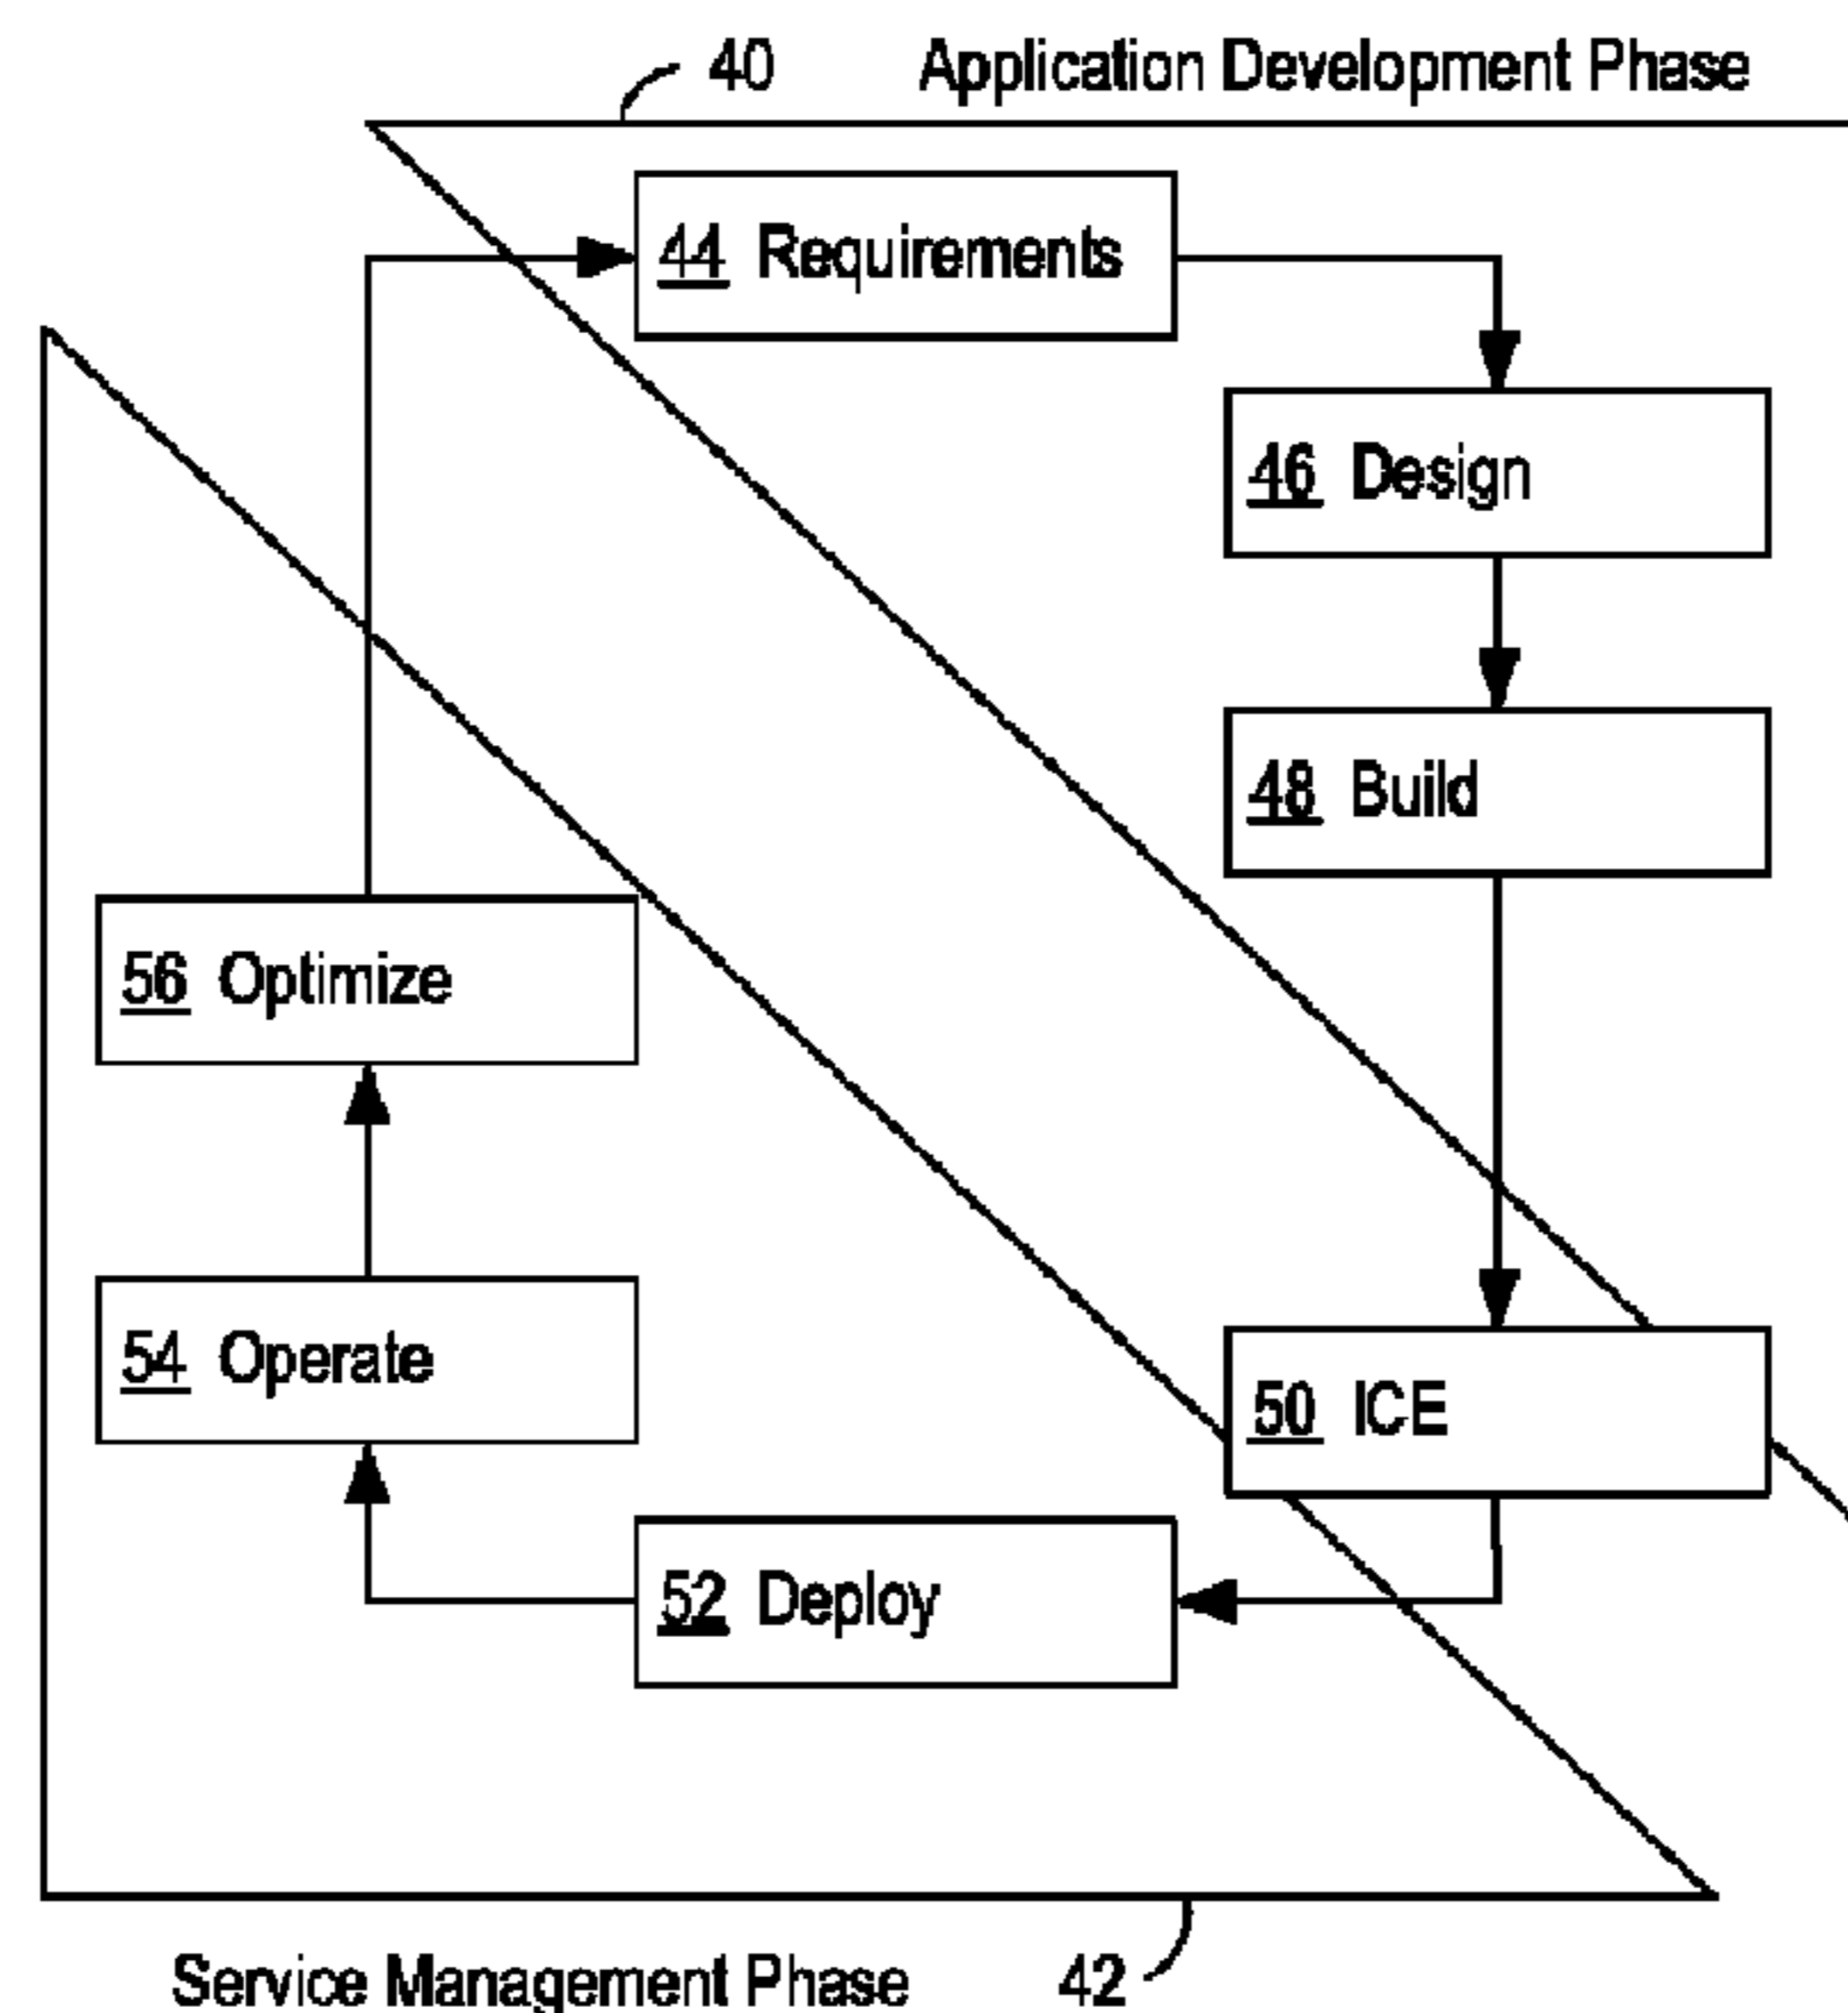 40 Application Development Phase
44 Requirements
46 Design
48 Build
56 Optimize
54 Operate
50 ICE
52 Deploy
Service Management Phase 42